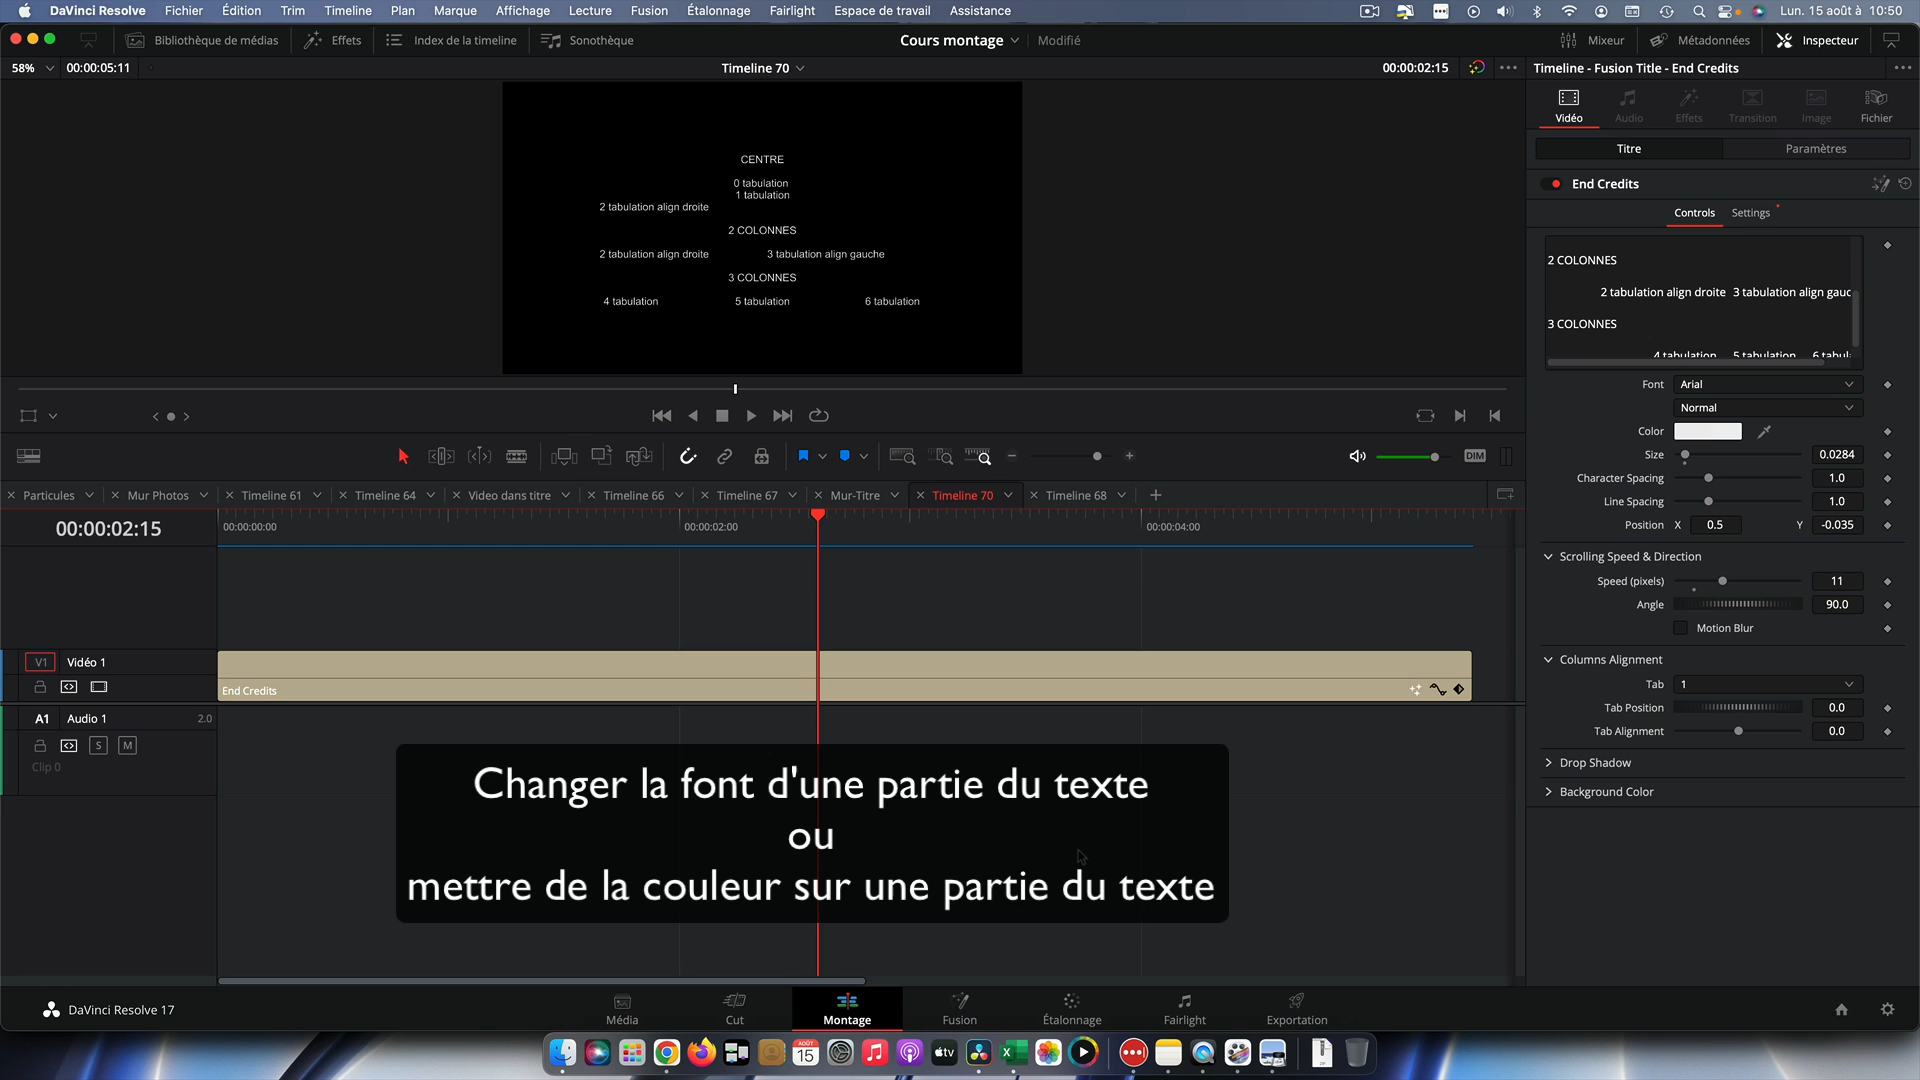 DaVinci Resolve Fichier Édition Trim Timeline Plan Marque Affichage Lecture Fusion Étalonnage Fairlight Espace de travail Assistance Lun. 15 août à 10:50
Bibliothèque de médias Effets Index de la timeline Sonothèque Cours montage Modifié Mixeur Métadonnées Inspecteur
58% 00:00:05:11 Timeline 70 00:00:02:15 Timeline - Fusion Title - End Credits
Vidéo Audio Effets Transition Image Fichier
Titre Paramètres
End Credits
Controls Settings
CENTRE
0 tabulation
1 tabulation
2 tabulation align droite
2 COLONNES
2 tabulation align droite 3 tabulation align gauche
3 COLONNES
4 tabulation 5 tabulation 6 tabulation
2 COLONNES
2 tabulation align droite 3 tabulation align gauc
3 COLONNES
4 tabulation 5 tabulation 6 tabul
Font Arial
Normal
Color
Size 0.0284
Character Spacing 1.0
Line Spacing 1.0
Position X 0.5 Y -0.035
Scrolling Speed & Direction
Speed (pixels) 11
Angle 90.0
Motion Blur
Columns Alignment
Tab 1
Tab Position 0.0
Tab Alignment 0.0
Drop Shadow
Background Color
DIM
Particules Mur Photos Timeline 61 Timeline 64 Video dans titre Timeline 66 Timeline 67 Mur-Titre Timeline 70 Timeline 68
00:00:02:15 00:00:00:00 00:00:02:00 00:00:04:00
V1 Vidéo 1
End Credits
A1 Audio 1 2.0
S M
Clip 0
Changer la font d'une partie du texte
ou
mettre de la couleur sur une partie du texte
DaVinci Resolve 17 Média Cut Montage Fusion Étalonnage Fairlight Exportation
AOÛT
15
tv